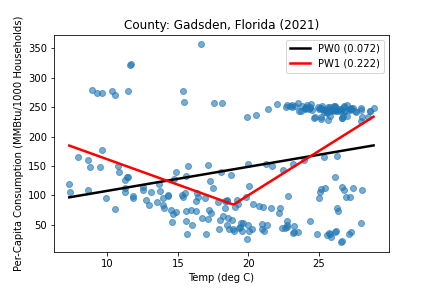 County: Gadsden, Florida (2021)
PW0 (0.072)
PW1 (0.222)
Per-Capita Consumption (MMBtu/1000 Households)
350
300
250
200
150
100
50
10
15
20
25
Temp (deg C)